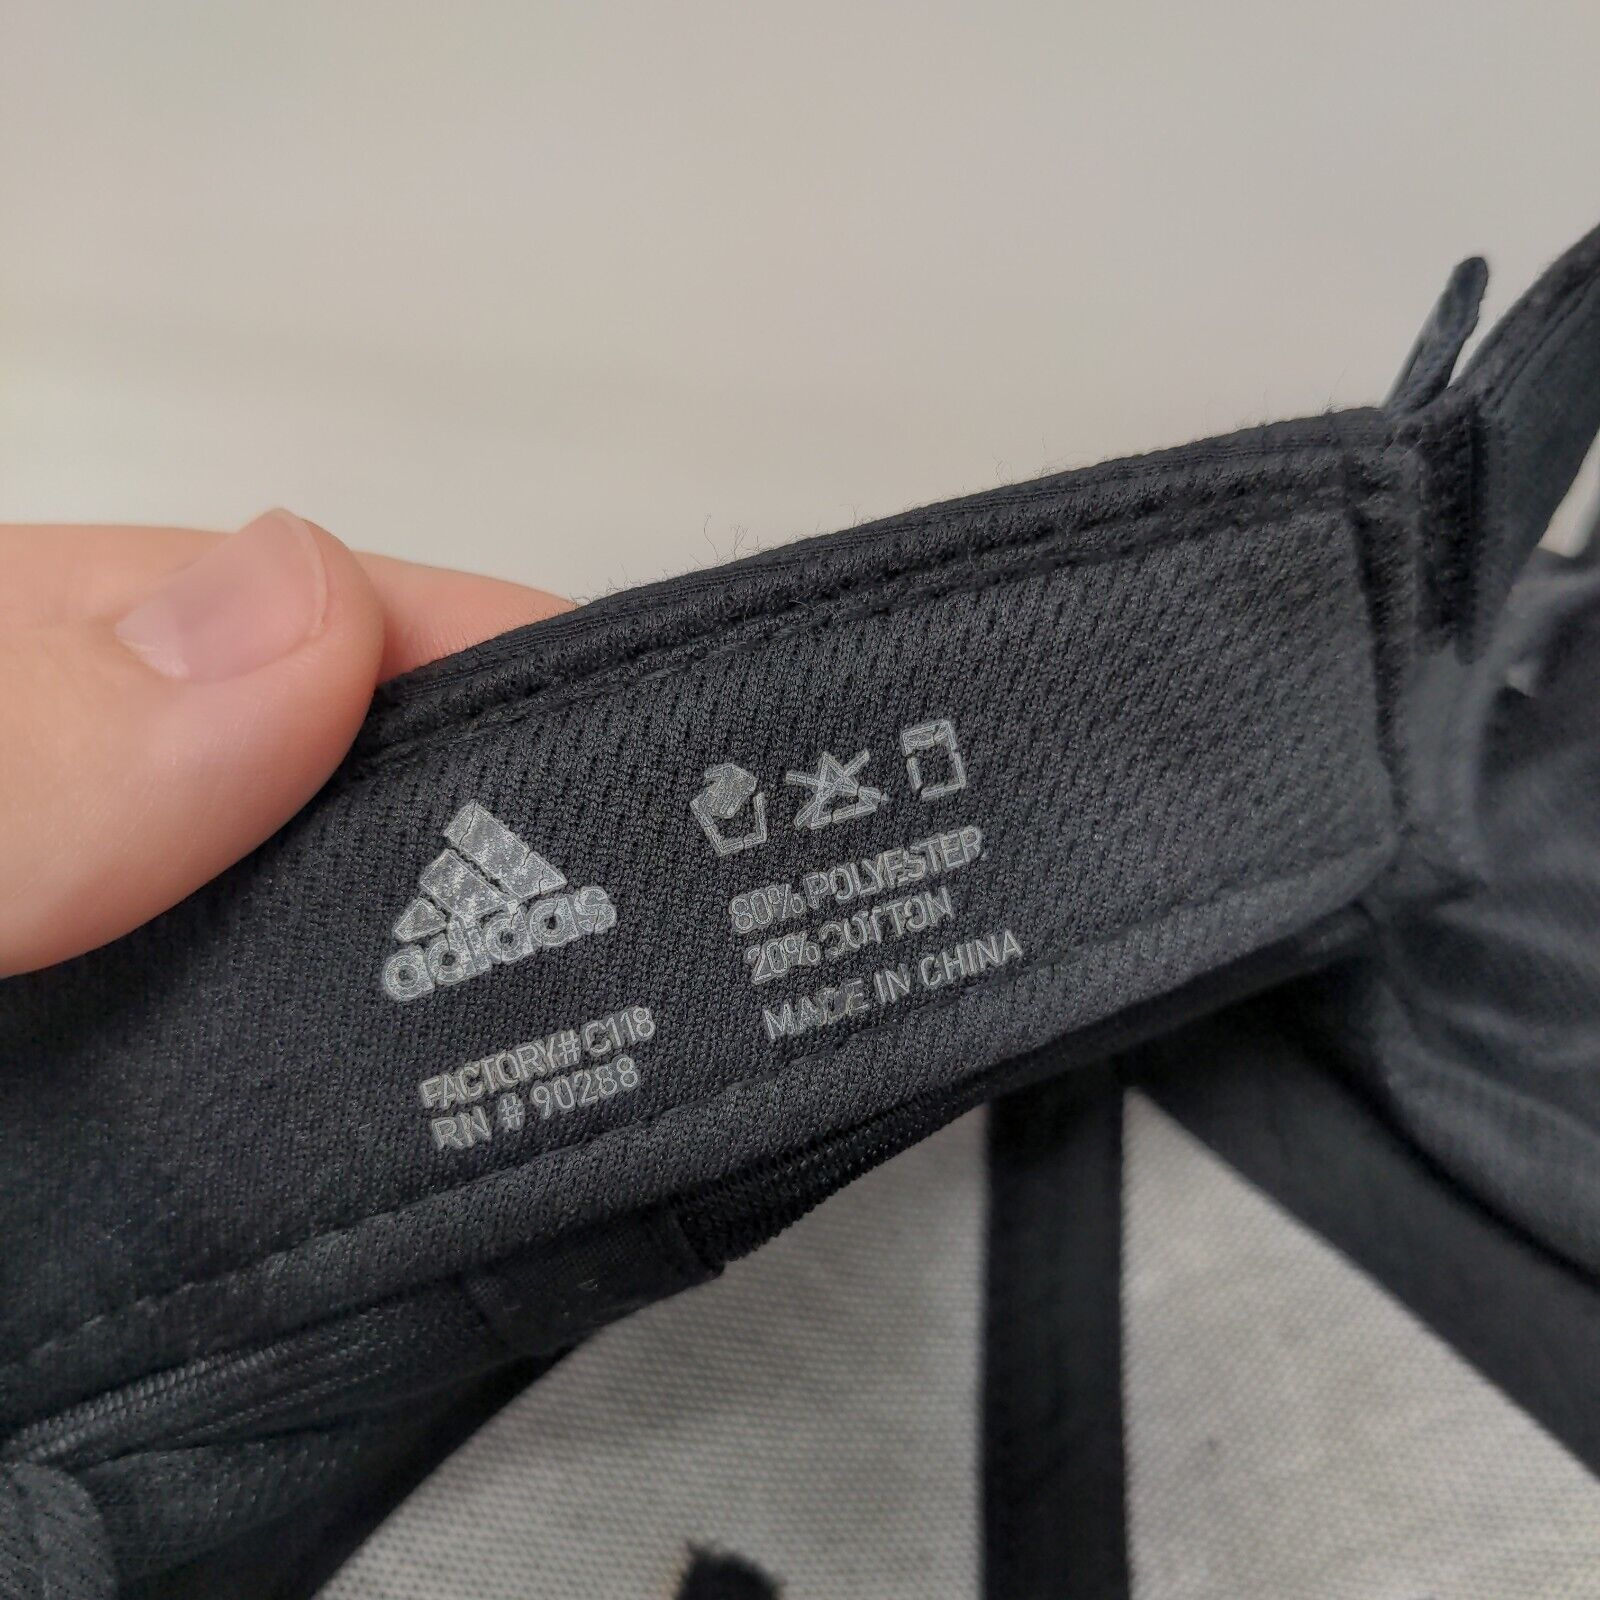 adidas
FACTORY# C118
RN # 90288
80% POLYESTER
20% COTTON
MADE IN CHINA